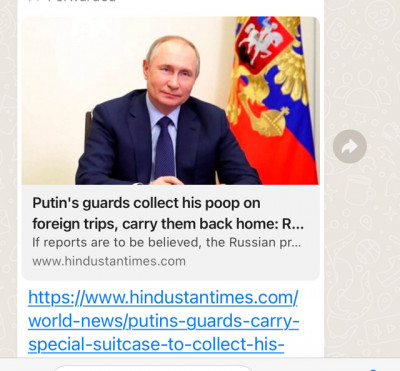 Forwarded
Putin's guards collect his poop on
foreign trips, carry them back home: R...
If reports are to be believed, the Russian pr...
www.hindustantimes.com
https://www.hindustantimes.com/
world-news/putins-guards-carry-
special-suitcase-to-collect-his-